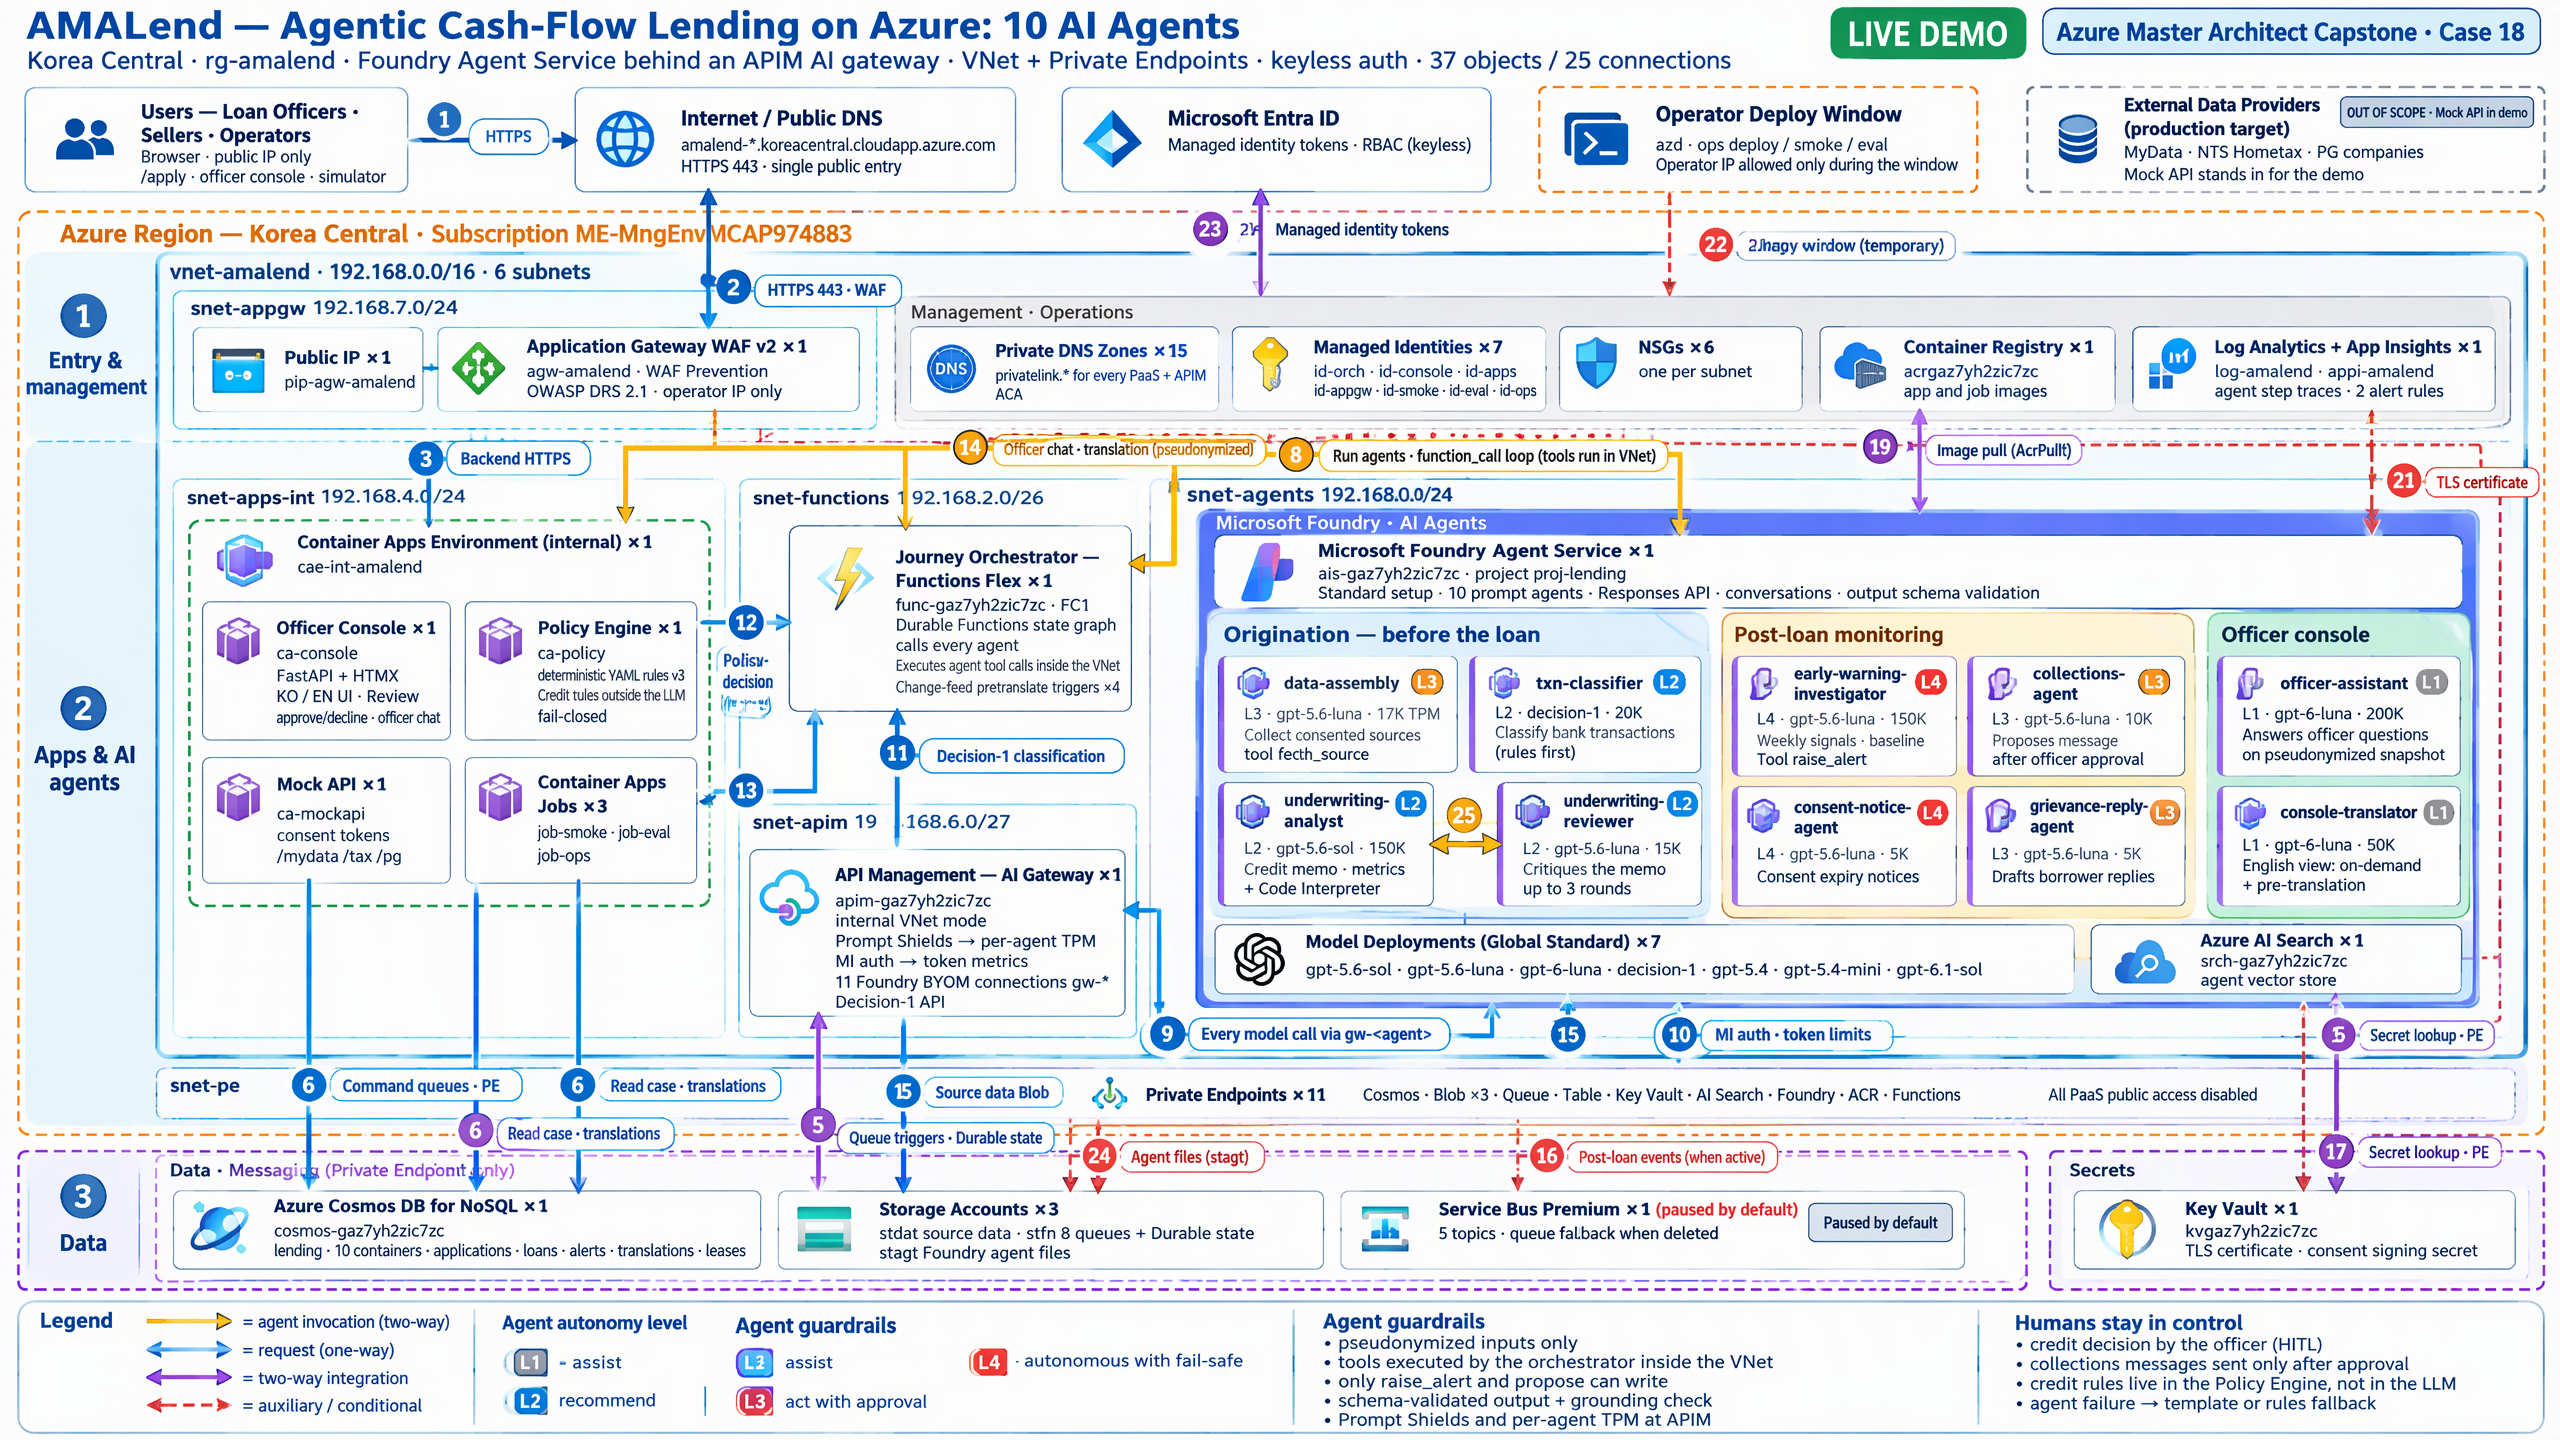 AMALend — Agentic Cash-Flow Lending on Azure: 10 AI Agents
Korea Central · rg-amalend · Foundry Agent Service behind an APIM AI gateway · VNet + Private Endpoints · keyless auth · 37 objects / 25 connections
LIVE DEMO
Azure Master Architect Capstone · Case 18
Users — Loan Officers ·
Sellers · Operators
Browser · public IP only
/apply · officer console · simulator
1
HTTPS
Internet / Public DNS
amalend-*.koreacentral.cloudapp.azure.com
HTTPS 443 · single public entry
Microsoft Entra ID
Managed identity tokens · RBAC (keyless)
Operator Deploy Window
azd · ops deploy / smoke / eval
Operator IP allowed only during the window
External Data Providers
(production target)
OUT OF SCOPE · Mock API in demo
MyData · NTS Hometax · PG companies
Mock API stands in for the demo
Azure Region — Korea Central · Subscription ME-MngEnvMCAP974883
23
Managed identity tokens
22
window (temporary)
1
Entry &
management
vnet-amalend · 192.168.0.0/16 · 6 subnets
2
HTTPS 443 · WAF
snet-appgw 192.168.7.0/24
Public IP ×1
pip-agw-amalend
Application Gateway WAF v2 ×1
agw-amalend · WAF Prevention
OWASP DRS 2.1 · operator IP only
Management · Operations
DNS
Private DNS Zones ×15
privatelink.* for every PaaS + APIM
ACA
Managed Identities ×7
id-orch · id-console · id-apps
id-appgw · id-smoke · id-eval · id-ops
NSGs ×6
one per subnet
Container Registry ×1
acrgaz7yh2zic7zc
app and job images
Log Analytics + App Insights ×1
log-amalend · appi-amalend
agent step traces · 2 alert rules
3
Backend HTTPS
14
Officer chat · translation (pseudonymized)
8
Run agents · function_call loop (tools run in VNet)
19
Image pull (AcrPull)
21
TLS certificate
2
Apps & AI
agents
snet-apps-int 192.168.4.0/24
Container Apps Environment (internal) ×1
cae-int-amalend
Officer Console ×1
ca-console
FastAPI + HTMX
KO / EN UI · Review
approve/decline · officer chat
Policy Engine ×1
ca-policy
deterministic YAML rules v3
Credit tules outside the LLM
fail-closed
Mock API ×1
ca-mockapi
consent tokens
/mydata /tax /pg
Container Apps
Jobs ×3
job-smoke · job-eval
job-ops
12
decision
13
snet-functions 192.168.2.0/26
Journey Orchestrator —
Functions Flex ×1
func-gaz7yh2zic7zc · FC1
Durable Functions state graph
calls every agent
Executes agent tool calls inside the VNet
Change-feed pretranslate triggers ×4
11
Decision-1 classification
snet-apim 19 .168.6.0/27
API Management — AI Gateway ×1
apim-gaz7yh2zic7zc
internal VNet mode
Prompt Shields → per-agent TPM
MI auth → token metrics
11 Foundry BYOM connections gw-*
Decision-1 API
snet-agents 192.168.0.0/24
Microsoft Foundry · AI Agents
Microsoft Foundry Agent Service ×1
ais-gaz7yh2zic7zc · project proj-lending
Standard setup · 10 prompt agents · Responses API · conversations · output schema validation
Origination — before the loan
data-assembly L3
L3 · gpt-5.6-luna · 17K TPM
Collect consented sources
tool fecth_source
txn-classifier L2
L2 · decision-1 · 20K
Classify bank transactions
(rules first)
underwriting-
analyst
L2
L2 · gpt-5.6-sol · 150K
Credit memo · metrics
+ Code Interpreter
25
underwriting-
reviewer
L2
L2 · gpt-5.6-luna · 15K
Critiques the memo
up to 3 rounds
Post-loan monitoring
early-warning-
investigator
L4
L4 · gpt-5.6-luna · 150K
Weekly signals · baseline
Tool raise_alert
collections-
agent
L3
L3 · gpt-5.6-luna · 10K
Proposes message
after officer approval
consent-notice-
agent
L4
L4 · gpt-5.6-luna · 5K
Consent expiry notices
grievance-reply-
agent
L3
L3 · gpt-5.6-luna · 5K
Drafts borrower replies
Officer console
officer-assistant L1
L1 · gpt-6-luna · 200K
Answers officer questions
on pseudonymized snapshot
console-translator L1
L1 · gpt-6-luna · 50K
English view: on-demand
+ pre-translation
Model Deployments (Global Standard) ×7
gpt-5.6-sol · gpt-5.6-luna · gpt-6-luna · decision-1 · gpt-5.4 · gpt-5.4-mini · gpt-6.1-sol
Azure AI Search ×1
srch-gaz7yh2zic7zc
agent vector store
9
Every model call via gw-<agent>
15
10
MI auth · token limits
Secret lookup · PE
snet-pe
6
Command queues · PE
6
Read case · translations
15
Source data Blob
Private Endpoints ×11
Cosmos · Blob ×3 · Queue · Table · Key Vault · AI Search · Foundry · ACR · Functions
All PaaS public access disabled
6
Read case · translations
5
Queue triggers · Durable state
24
Agent files (stagt)
16
Post-loan events (when active)
17
Secret lookup · PE
3
Data
Data · Messaging (Private Endpoint only)
Azure Cosmos DB for NoSQL ×1
cosmos-gaz7yh2zic7zc
lending · 10 containers · applications · loans · alerts · translations · leases
Storage Accounts ×3
stdat source data · stfn 8 queues + Durable state
stagt Foundry agent files
Service Bus Premium ×1 (paused by default)
5 topics · queue fallback when deleted
Paused by default
Secrets
Key Vault ×1
kvgaz7yh2zic7zc
TLS certificate · consent signing secret
Legend
= agent invocation (two-way)
= request (one-way)
= two-way integration
= auxiliary / conditional
Agent autonomy level
L1 - assist
L2 recommend
Agent guardrails
assist
L3 act with approval
L4 · autonomous with fail-safe
Agent guardrails
• pseudonymized inputs only
• tools executed by the orchestrator inside the VNet
• only raise_alert and propose can write
• schema-validated output + grounding check
• Prompt Shields and per-agent TPM at APIM
Humans stay in control
• credit decision by the officer (HITL)
• collections messages sent only after approval
• credit rules live in the Policy Engine, not in the LLM
• agent failure → template or rules fallback